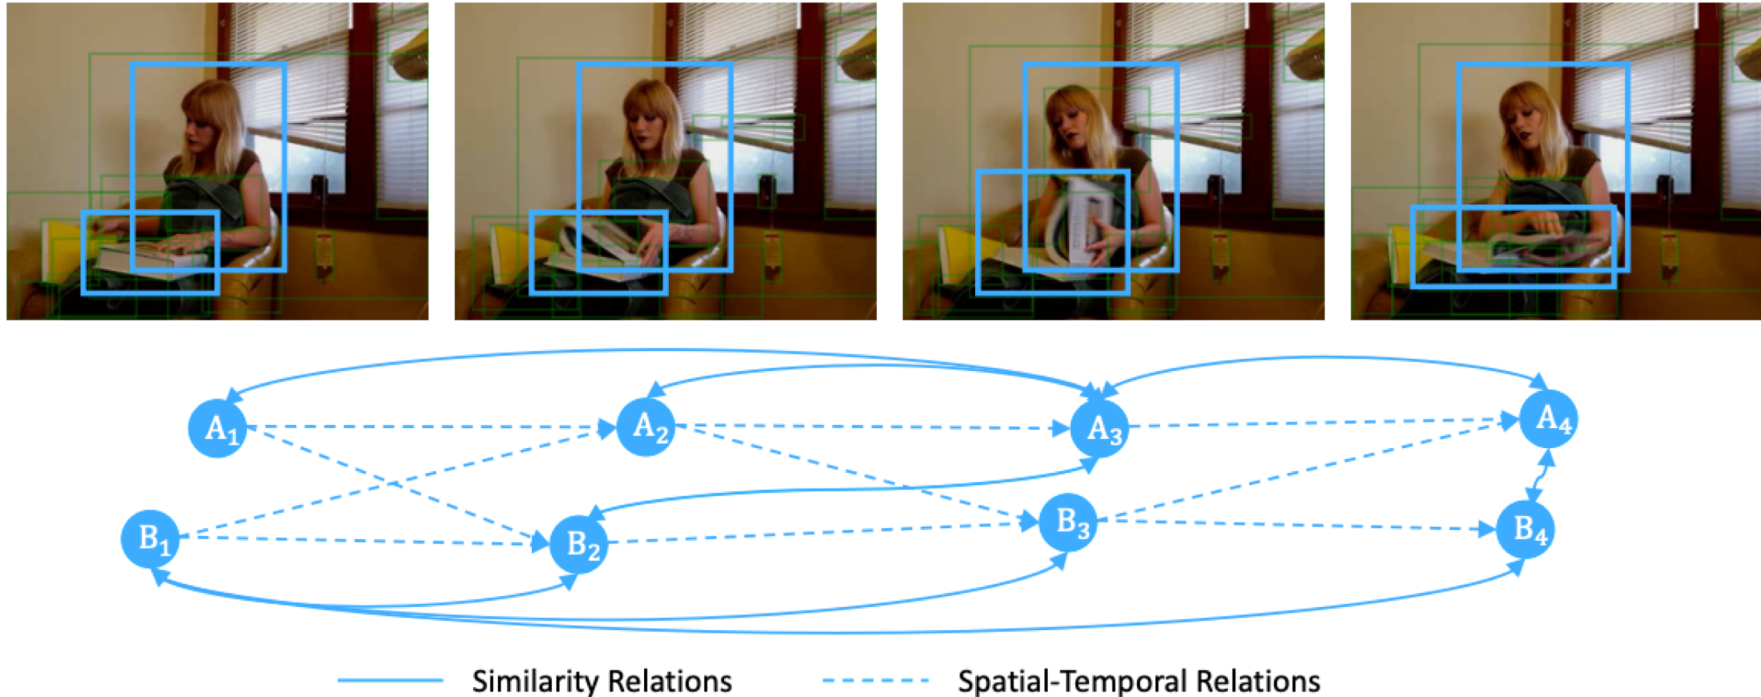 A₁ A₂ A₃ A₄
B₁ B₂ B₃ B₄
Similarity Relations Spatial-Temporal Relations